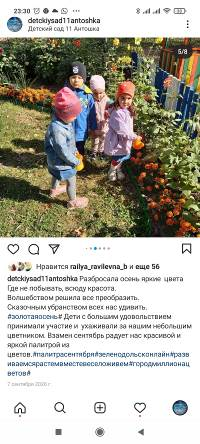 23:30
detckiysad11antoshka
Детский сад 11 Антошка
5/8
Нравится railya_ravilevna_b и еще 56
detckiysad11antoshka Разбросала осень яркие цвета
Где не побывать, всюду красота.
Волшебством решила все преобразить.
Сказочным убранством всех нас удивить.
#золотаяосень# Дети с большим удовольствием
принимали участие и ухаживали за нашим небольшим
цветником. Взамен сентябрь радует нас красивой и
яркой палитрой из
цветов.#палитрасентября#зеленодольсконлайн#раз
виваемсярастемвместевеселоживем#городмиллионац
ветов#
7 сентября 2020 г.